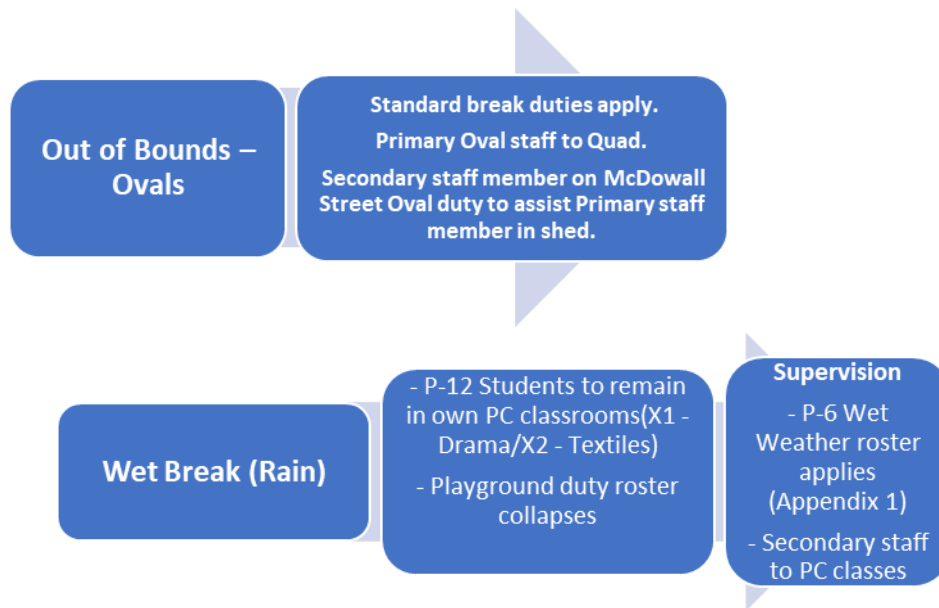 Out of Bounds –
Ovals
Standard break duties apply.
Primary Oval staff to Quad.
Secondary staff member on McDowall
Street Oval duty to assist Primary staff
member in shed.
Wet Break (Rain)
- P-12 Students to remain
in own PC classrooms(X1 -
Drama/X2 - Textiles)
- Playground duty roster
collapses
Supervision
- P-6 Wet
Weather roster
applies
(Appendix 1)
- Secondary staff
to PC classes